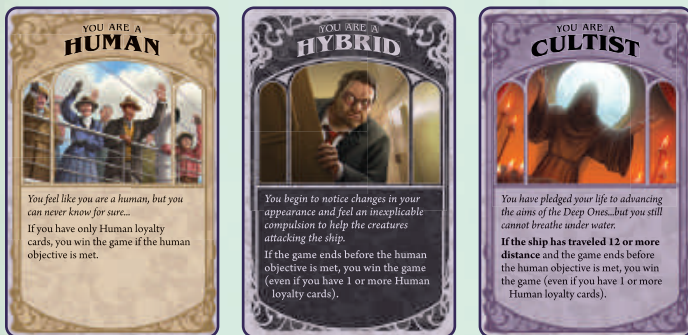 YOU ARE A
HUMAN
You feel like you are a human, but you
can never know for sure...
If you have only Human loyalty
cards, you win the game if the human
objective is met.
YOU ARE A
HYBRID
You begin to notice changes in your
appearance and feel an inexplicable
compulsion to help the creatures
attacking the ship.
If the game ends before the human
objective is met, you win the game
(even if you have 1 or more Human
loyalty cards).
YOU ARE A
CULTIST
You have pledged your life to advancing
the aims of the Deep Ones...but you still
cannot breathe under water.
If the ship has traveled 12 or more
distance and the game ends before
the human objective is met, you win
the game (even if you have 1 or more
Human loyalty cards).